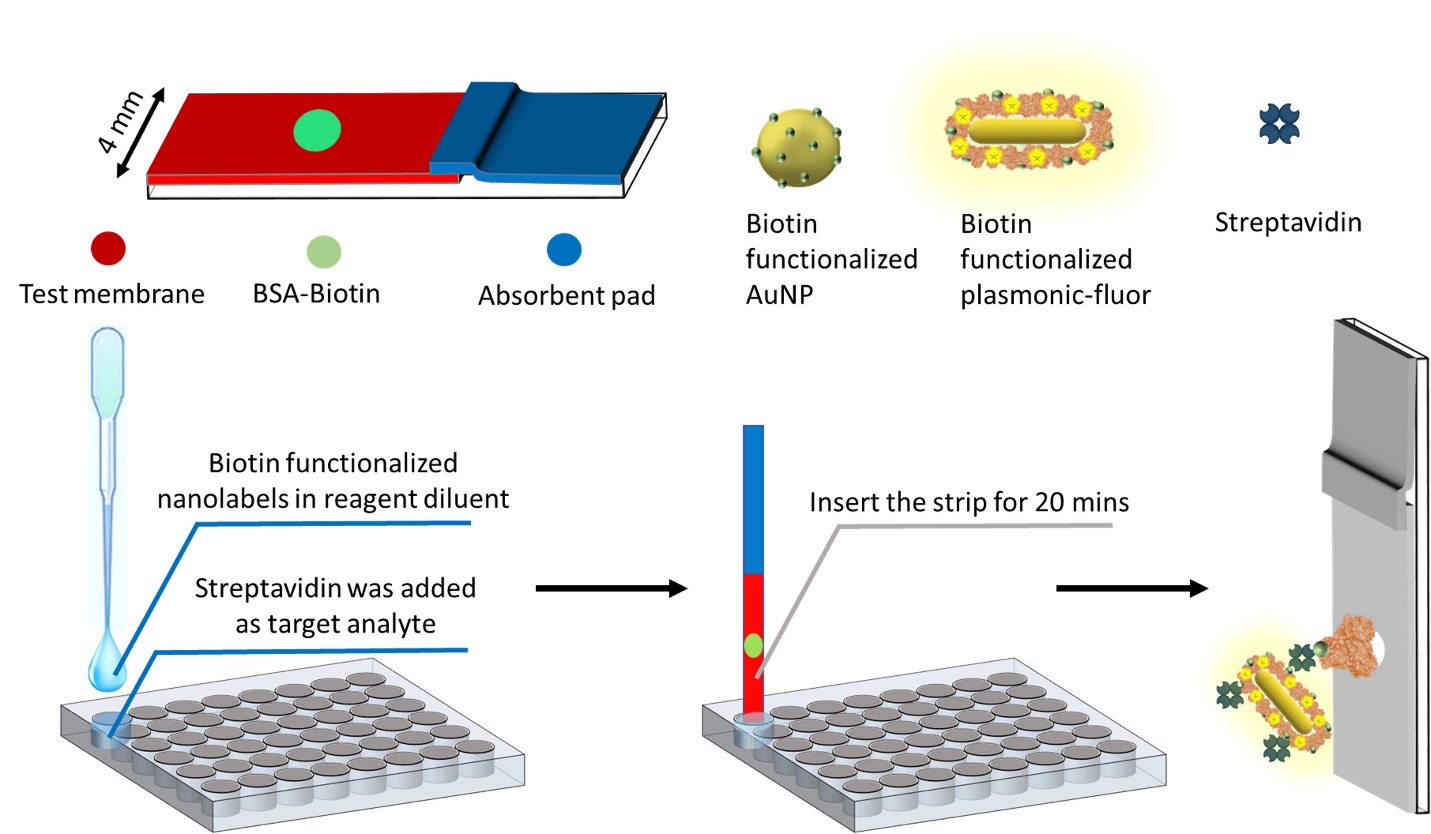 4 mm
Test membrane
BSA-Biotin
Absorbent pad
Biotin
functionalized
AuNP
Biotin
functionalized
plasmonic-fluor
Streptavidin
Biotin functionalized
nanolabels in reagent diluent
Streptavidin was added
as target analyte
Insert the strip for 20 mins